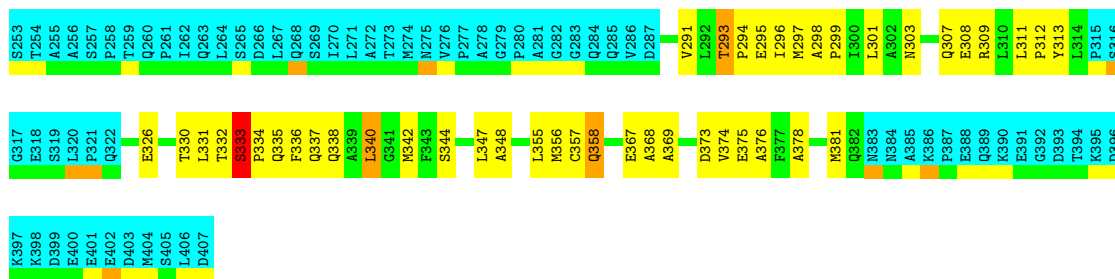 S253 T254 A255 A256 S257 P258 T259 Q260 P261 I262 Q263 L264 S265 D266 L267 Q268 S269 I270 L271 A272 T273 M274 N275 V276 P277 A278 G279 P280 A281 G282 G283 Q284 Q285 V286 D287 V291 L292 T293 P294 E295 I296 M297 A298 P299 I300 L301 A302 N303 Q307 E308 R309 L310 L311 P312 Y313 L314 P315
G317 E318 S319 L320 P321 Q322 E326 T330 L331 T332 S333 P334 Q335 F336 Q337 Q338 A339 L340 G341 M342 F343 S344 L347 A348 L355 M356 C357 Q358 E367 A368 A369 D373 V374 E375 A376 F377 A378 M381 Q382 N383 N384 A385 K386 P387 E388 Q389 K390 E391 G392 D393 T394 K395
K397 K398 D399 E400 E401 E402 D403 M404 S405 L406 D407